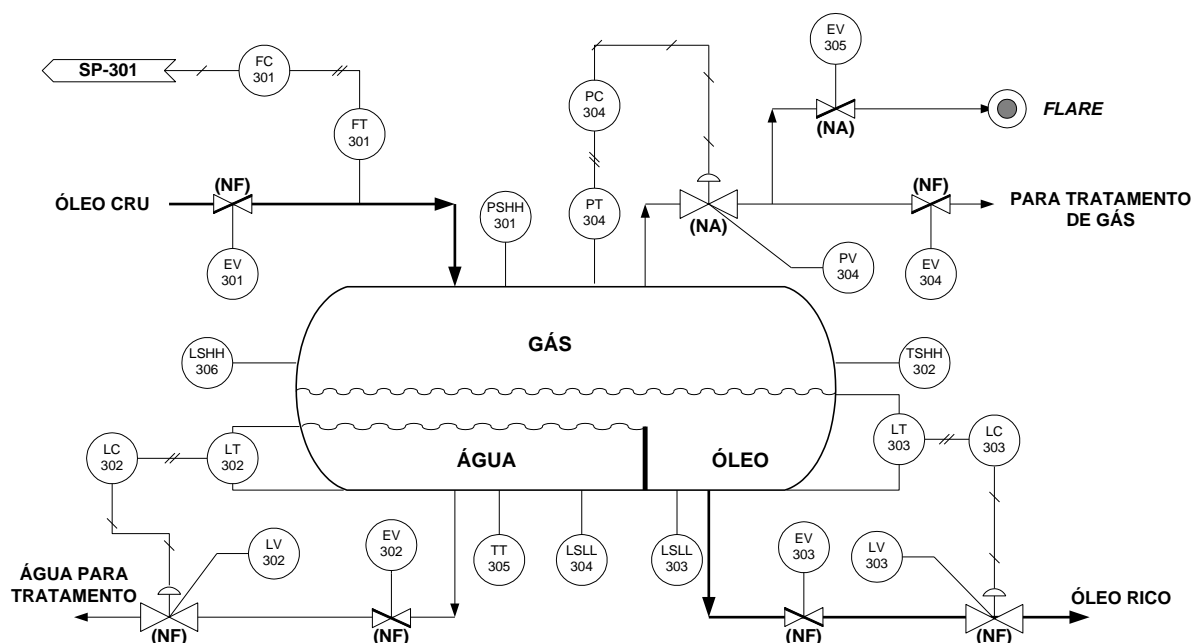 EV
305
SP-301
FC
301
PC
304
FLARE
FT
301
(NA)
(NF)
(NF)
ÓLEO CRU
PSHH
301
PT
304
PARA TRATAMENTO
DE GÁS
(NA)
EV
301
PV
304
EV
304
GÁS
LSHH
306
TSHH
302
LC
302
LT
302
LT
303
LC
303
ÁGUA
ÓLEO
LV
302
EV
302
TT
305
LSLL
304
LSLL
303
EV
303
LV
303
ÁGUA PARA
TRATAMENTO
ÓLEO RICO
(NF)
(NF)
(NF)
(NF)